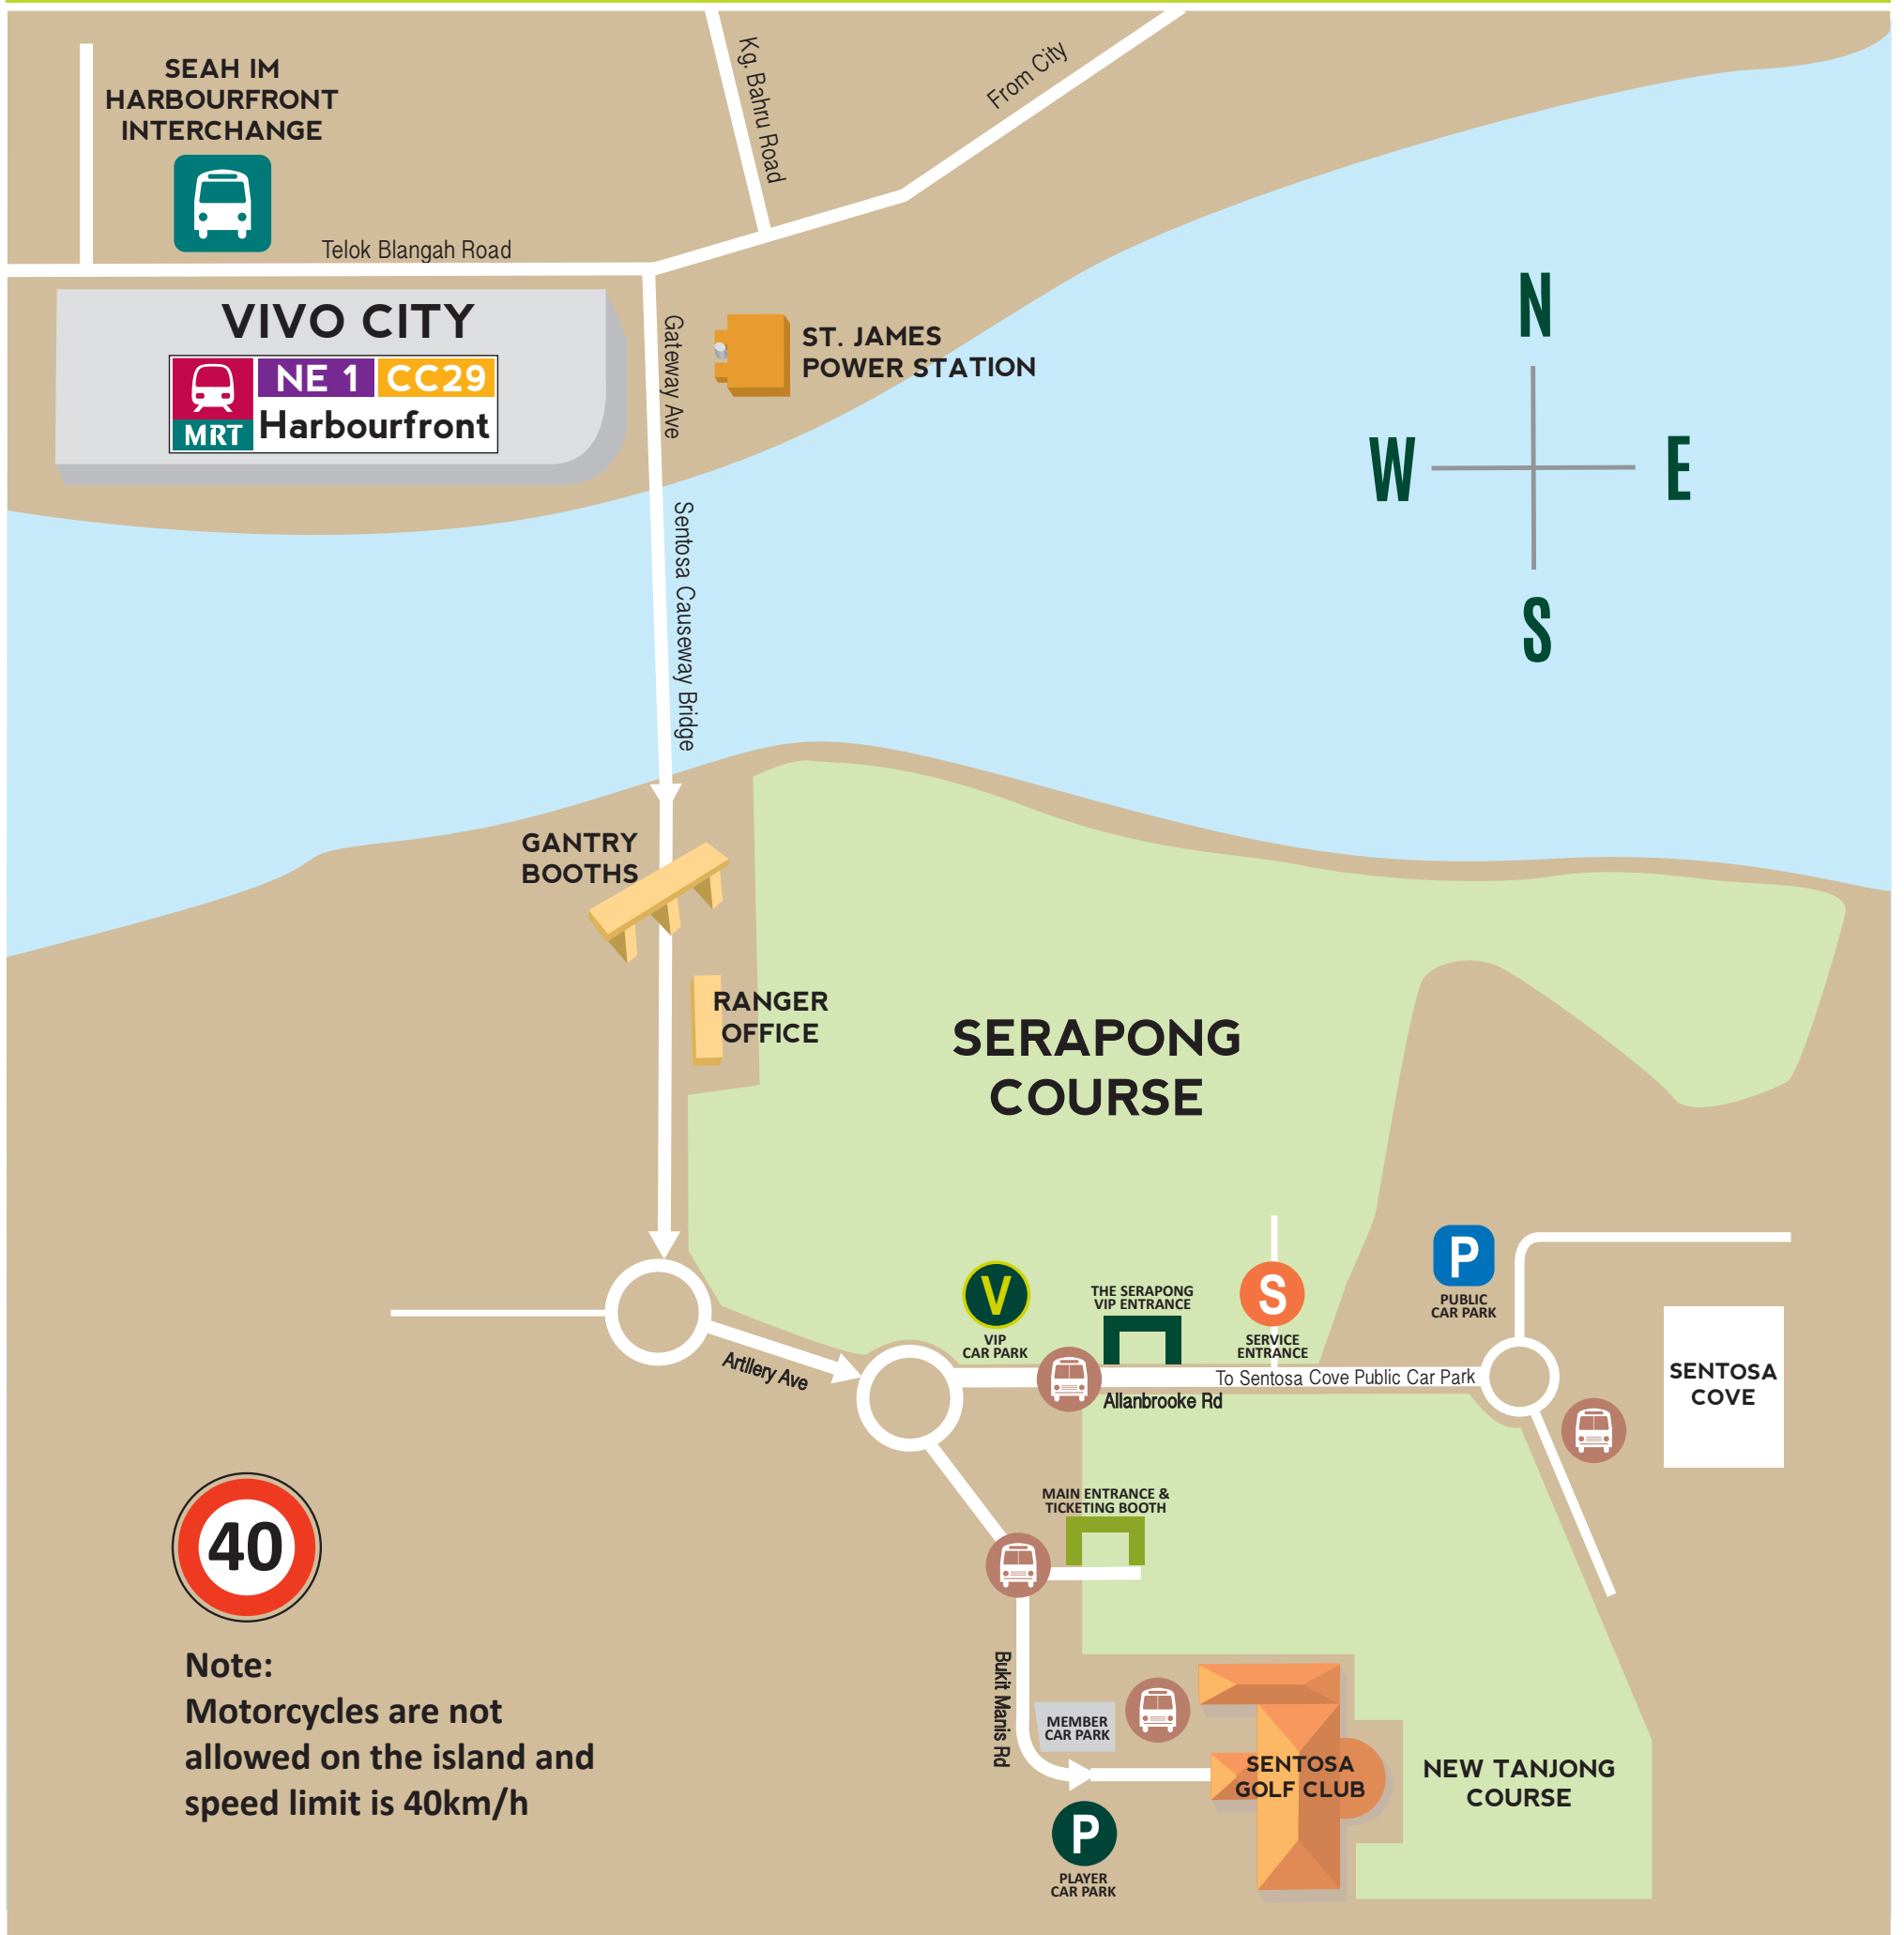 SEAH IM
HARBOURFRONT
INTERCHANGE
Kg. Bahru Road
From City
Telok Blangah Road
VIVO CITY
NE 1
CC29
MRT
Harbourfront
Gateway Ave
ST. JAMES
POWER STATION
N
W
E
S
Sentosa Causeway Bridge
GANTRY
BOOTHS
RANGER
OFFICE
SERAPONG
COURSE
V
VIP
CAR PARK
THE SERAPONG
VIP ENTRANCE
S
SERVICE
ENTRANCE
P
PUBLIC
CAR PARK
SENTOSA
COVE
Artllery Ave
To Sentosa Cove Public Car Park
Allanbrooke Rd
MAIN ENTRANCE &
TICKETING BOOTH
40
Note:
Motorcycles are not
allowed on the island and
speed limit is 40km/h
Bukit Manis Rd
MEMBER
CAR PARK
SENTOSA
GOLF CLUB
NEW TANJONG
COURSE
P
PLAYER
CAR PARK